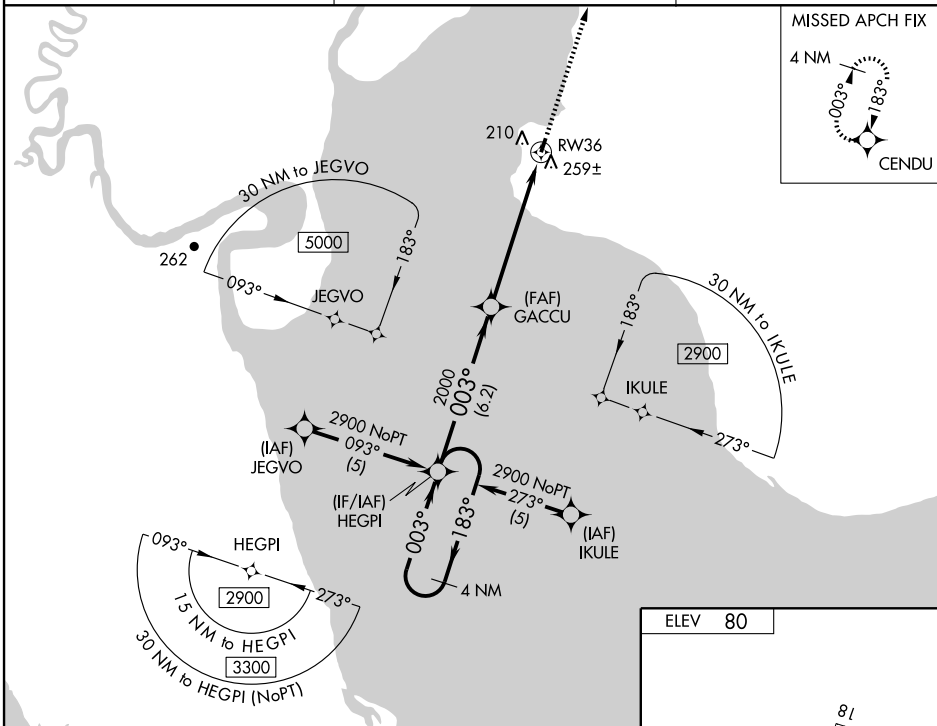 MISSED APCH FIX
4 NM
003°
183°
CENDU
210
RW36
259±
30 NM to JEGVO
5000
183°
262
093°
JEGVO
(FAF)
GACCU
30 NM to IKULE
183°
2900
IKULE
273°
2000
003°
(6.2)
2900 NoPT
093°
(5)
(IAF)
JEGVO
(IF/IAF)
HEGPI
2900 NoPT
273°
(5)
(IAF)
IKULE
003°
183°
4 NM
093°
HEGPI
273°
2900
15 NM to HEGPI
3300
30 NM to HEGPI (NoPT)
ELEV 80
18